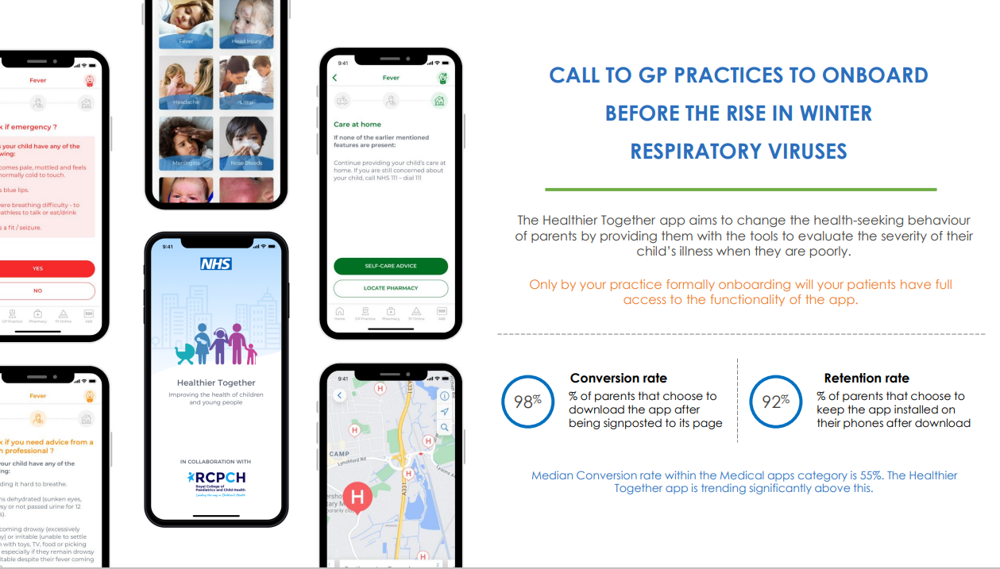 Fever
k if emergency ?
s your child have any of the
wing:
comes pale, mottled and feels
normally cold to touch.
s blue lips.
vere breathing difficulty - to
eathless to talk or eat/drink
s a fit / seizure.
YES
NO
GP Practice Pharmacy 111 Online A&E
Fever
k if you need advice from a
h professional ?
your child have any of the
ing:
ding it hard to breathe.
ms dehydrated (sunken eyes,
sy or not passed urine for 12
s).
coming drowsy (excessively
y) or irritable (unable to settle
n with toys, TV, food or picking
especially if they remain drowsy
itable despite their fever coming
Fever Head Injury
Headache Limp
Meningitis Nose Bleeds
9:41
NHS
Healthier Together
Improving the health of children
and young people
IN COLLABORATION WITH
RCPCH
Royal College of
Paediatrics and Child Health
Leading the way in Children's Health
9:41
Fever
Care at home
If none of the earlier mentioned
features are present:
Continue providing your child's care at
home. If you are still concerned about
your child, call NHS 111 – dial 111
SELF-CARE ADVICE
LOCATE PHARMACY
Home GP Practice Pharmacy 111 Online A&E
9:41
A331
H
H
CAMP
Lynchford Rd
H
Lysons A
A331
H
H
CALL TO GP PRACTICES TO ONBOARD
BEFORE THE RISE IN WINTER
RESPIRATORY VIRUSES
The Healthier Together app aims to change the health-seeking behaviour
of parents by providing them with the tools to evaluate the severity of their
child's illness when they are poorly.
Only by your practice formally onboarding will your patients have full
access to the functionality of the app.
98%
Conversion rate
% of parents that choose to
download the app after
being signposted to its page
92%
Retention rate
% of parents that choose to
keep the app installed on
their phones after download
Median Conversion rate within the Medical apps category is 55%. The Healthier
Together app is trending significantly above this.